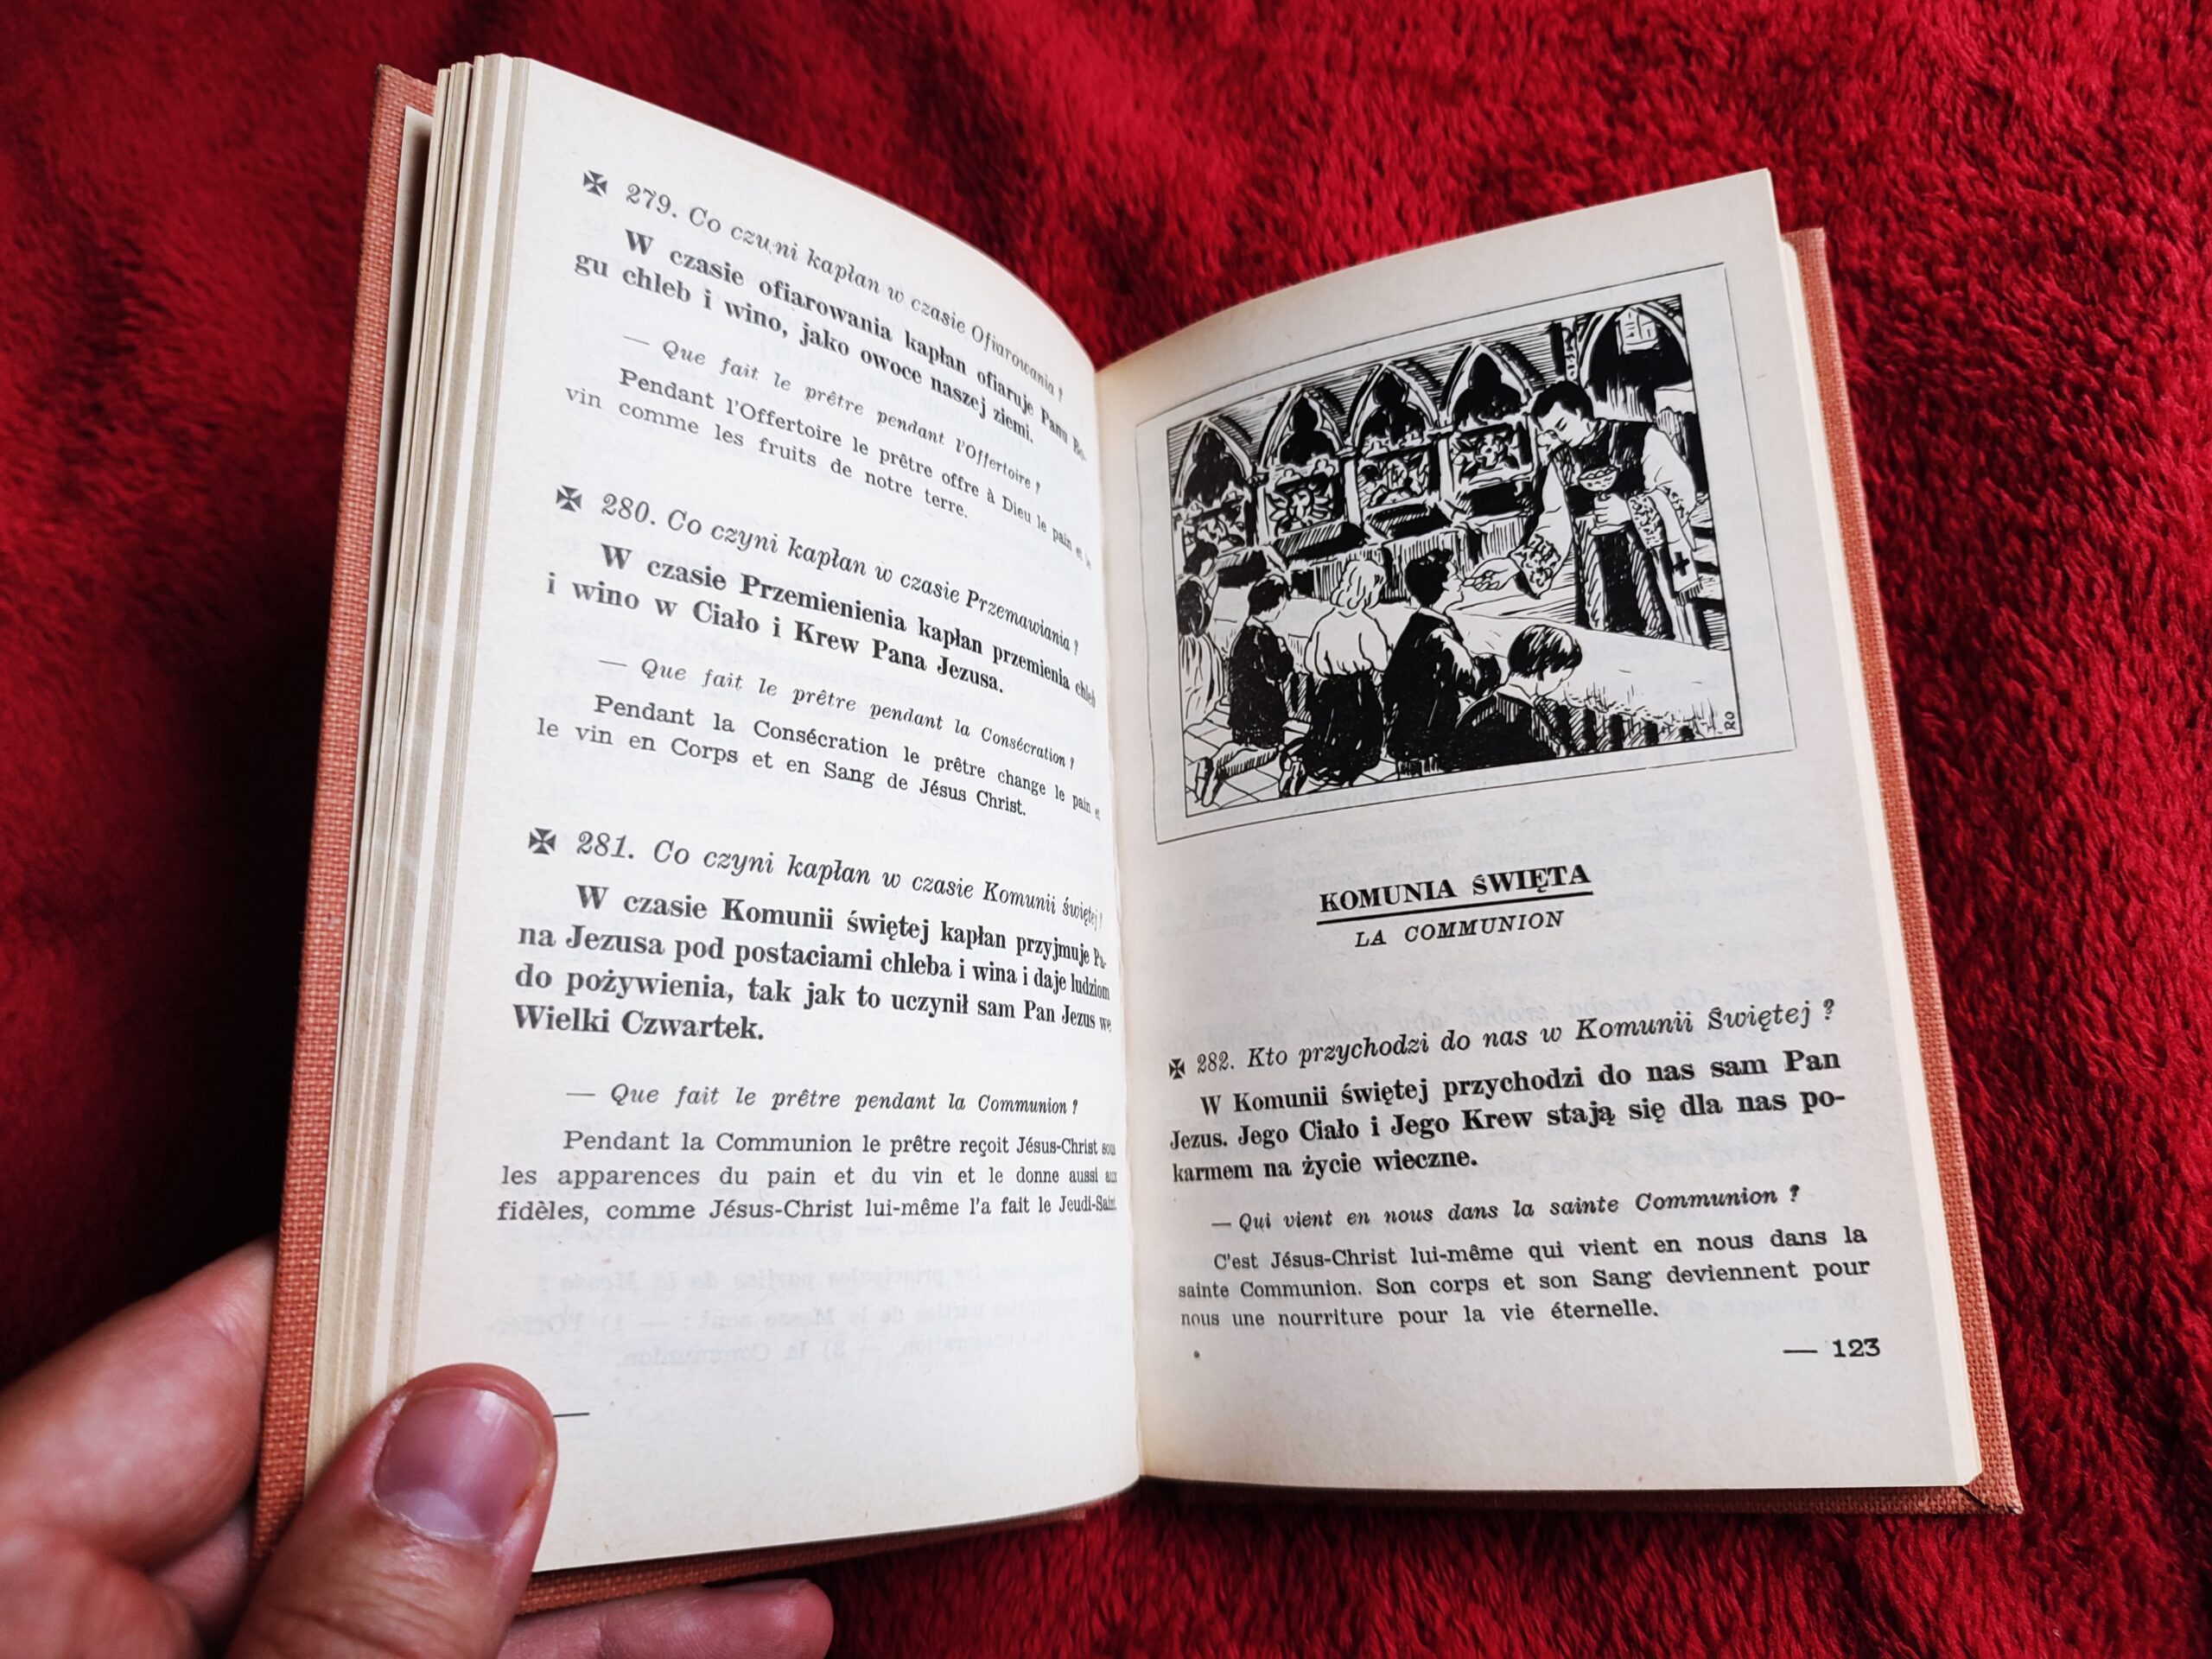 ✠ 279. Co czuni kapłan w czasie Ofiarowania ?
W czasie ofiarowania kapłan ofiaruje Panu Bo-
gu chleb i wino, jako owoce naszej ziemi.
— Que fait le prêtre pendant l'Offertoire ?
Pendant l'Offertoire le prêtre offre à Dieu le pain et le
vin comme les fruits de notre terre.
✠ 280. Co czyni kapłan w czasie Przemawiania ?
W czasie Przemienienia kapłan przemienia chleb
i wino w Ciało i Krew Pana Jezusa.
— Que fait le prêtre pendant la Consécration ?
Pendant la Consécration le prêtre change le pain et
le vin en Corps et en Sang de Jésus Christ.
✠ 281. Co czyni kapłan w czasie Komunii świętej ?
W czasie Komunii świętej kapłan przyjmuje Pa-
na Jezusa pod postaciami chleba i wina i daje ludziom
do pożywienia, tak jak to uczynił sam Pan Jezus we
Wielki Czwartek.
— Que fait le prêtre pendant la Communion ?
Pendant la Communion le prêtre reçoit Jésus-Christ sous
les apparences du pain et du vin et le donne aussi aux
fidèles, comme Jésus-Christ lui-même l'a fait le Jeudi-Saint.
—
RO
KOMUNIA ŚWIĘTA
LA COMMUNION
✠ 282. Kto przychodzi do nas w Komunii Świętej ?
W Komunii świętej przychodzi do nas sam Pan
Jezus. Jego Ciało i Jego Krew stają się dla nas po-
karmem na życie wieczne.
— Qui vient en nous dans la sainte Communion ?
C'est Jésus-Christ lui-même qui vient en nous dans la
sainte Communion. Son corps et son Sang deviennent pour
nous une nourriture pour la vie éternelle.
— 123